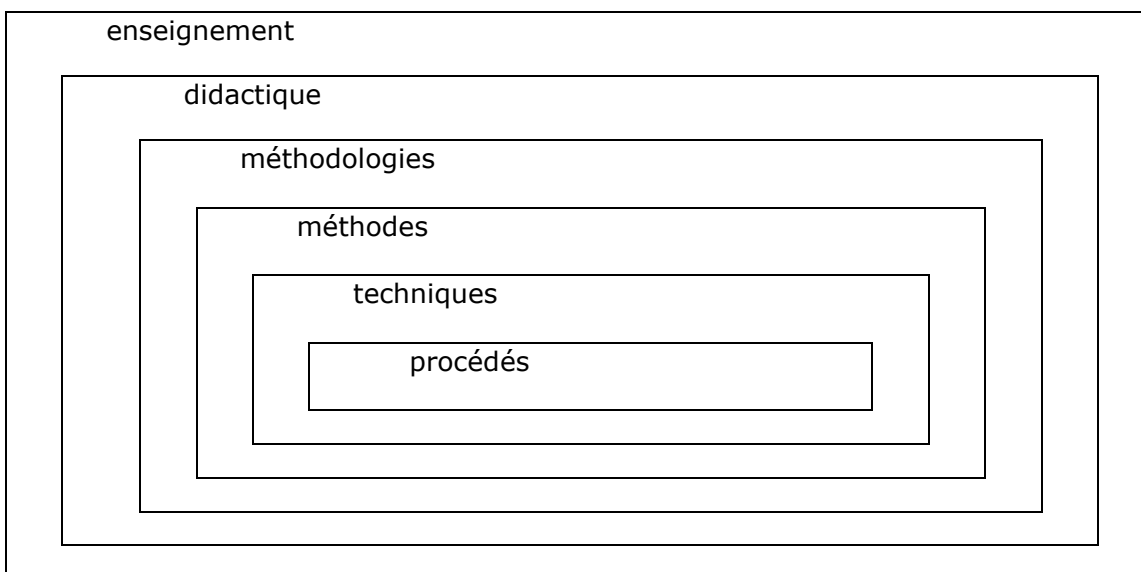 enseignement
didactique
méthodologies
méthodes
techniques
procédés